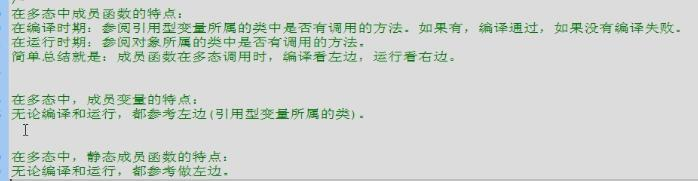 在多态中成员函数的特点：
在编译时期：参阅引用型变量所属的类中是否有调用的方法。如果有，编译通过，如果没有编译失败。
在运行时期：参阅对象所属的类中是否有调用的方法。
简单总结就是：成员函数在多态调用时，编译看左边，运行看右边。
在多态中，成员变量的特点：
无论编译和运行，都参考左边(引用型变量所属的类)。
在多态中，静态成员函数的特点：
无论编译和运行，都参考做左边。